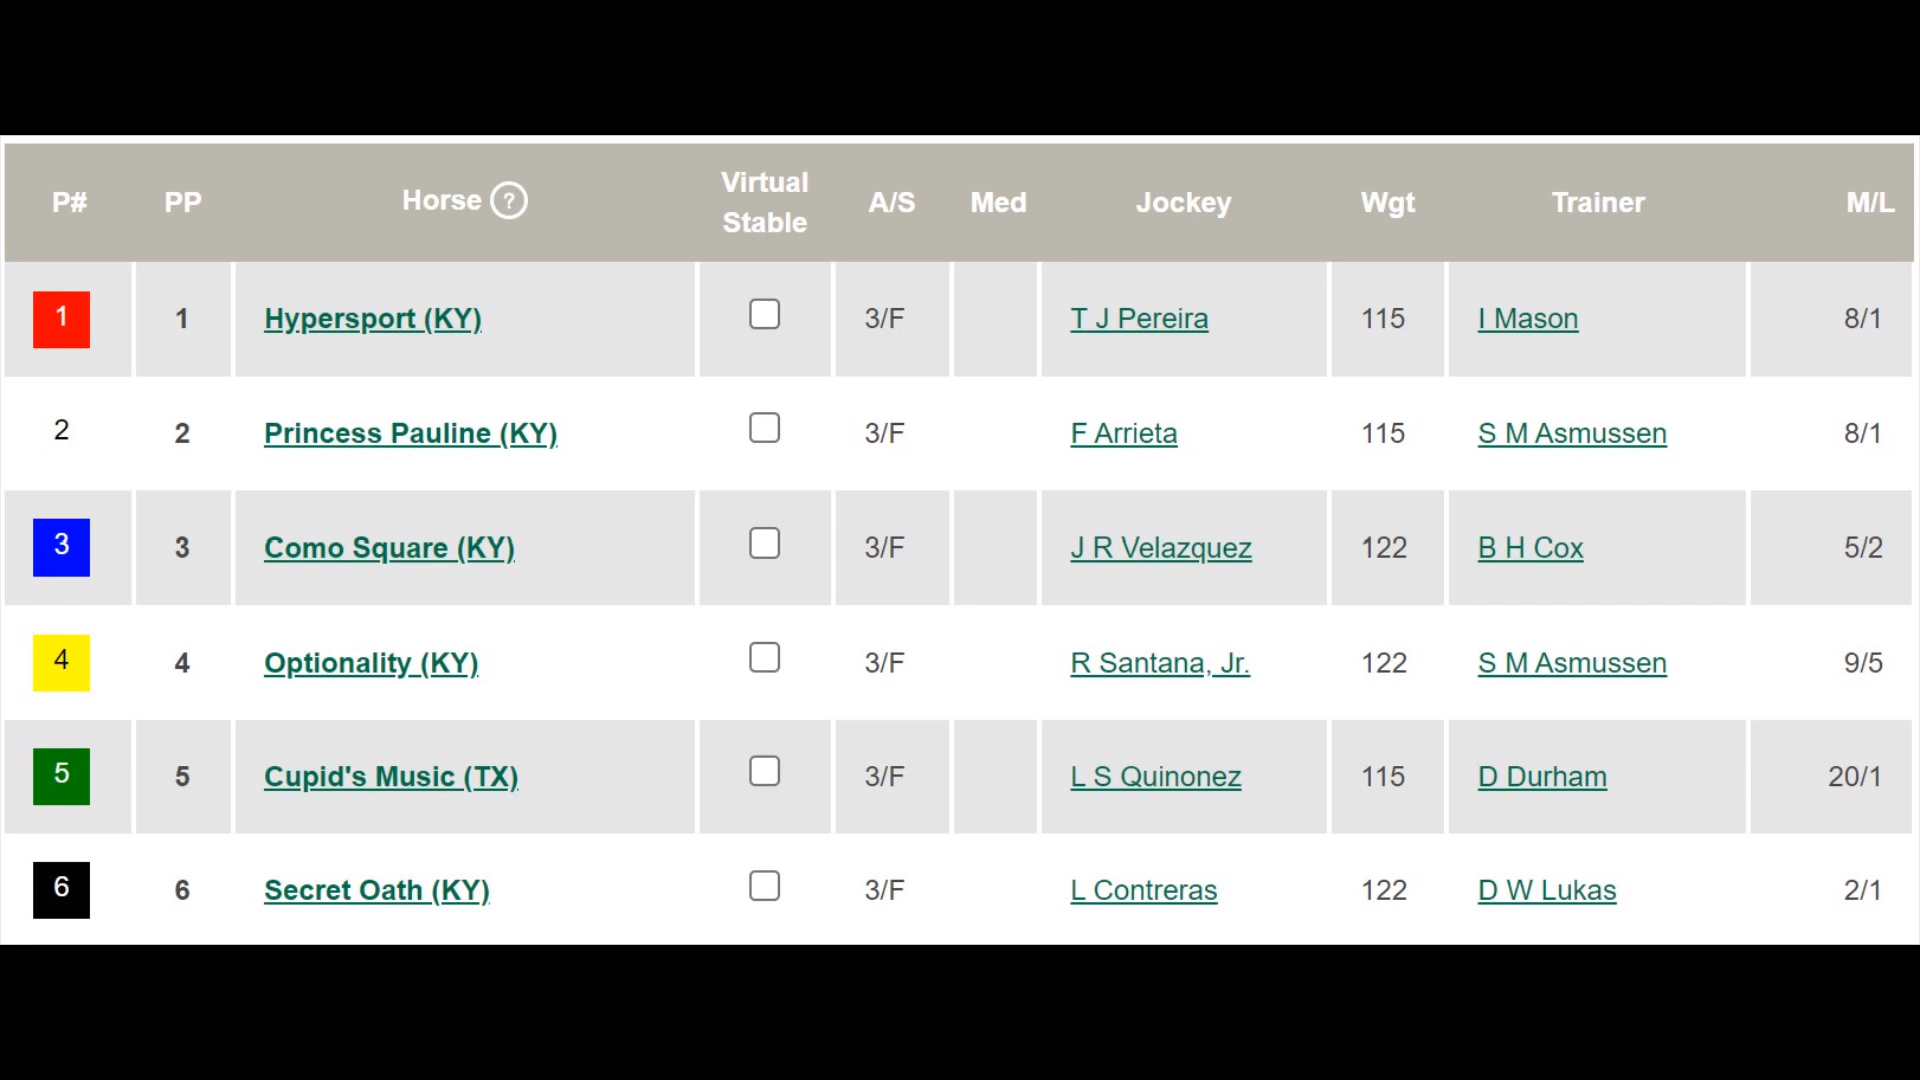 P# PP Horse ? Virtual Stable A/S Med Jockey Wgt Trainer M/L
1 1 Hypersport (KY) 3/F T J Pereira 115 I Mason 8/1
2 2 Princess Pauline (KY) 3/F F Arrieta 115 S M Asmussen 8/1
3 3 Como Square (KY) 3/F J R Velazquez 122 B H Cox 5/2
4 4 Optionality (KY) 3/F R Santana, Jr. 122 S M Asmussen 9/5
5 5 Cupid's Music (TX) 3/F L S Quinonez 115 D Durham 20/1
6 6 Secret Oath (KY) 3/F L Contreras 122 D W Lukas 2/1